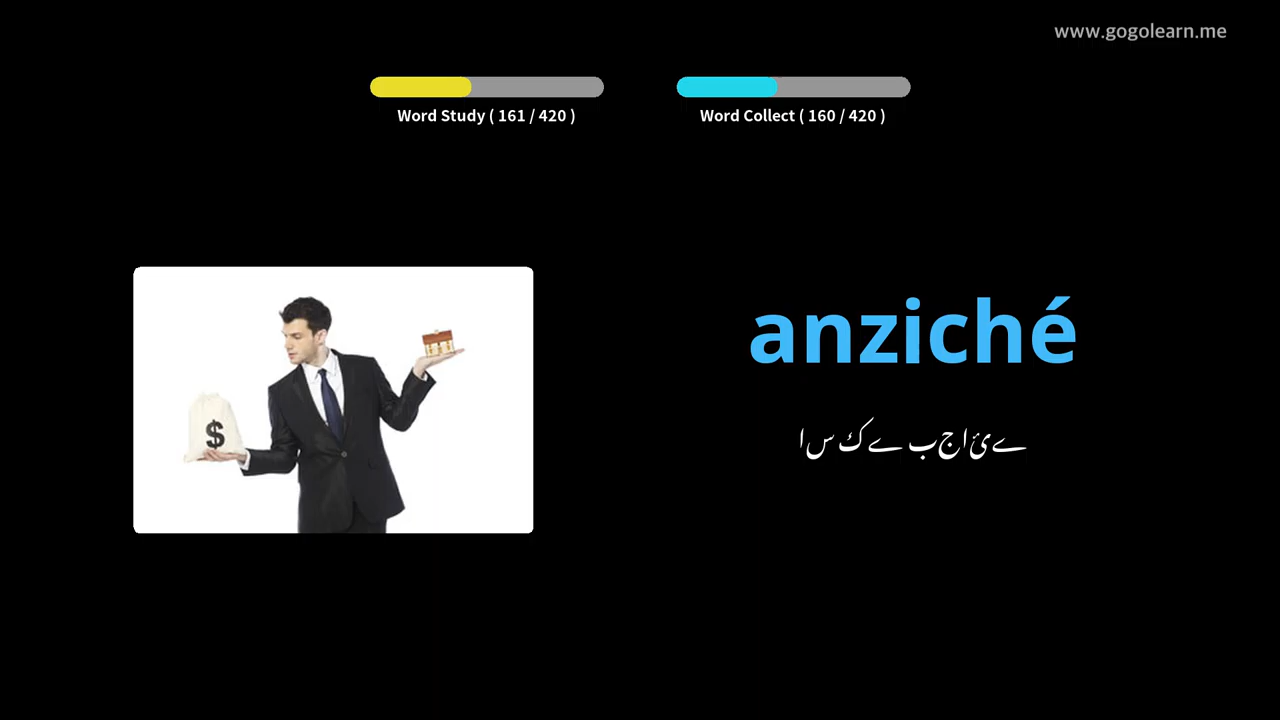 www.gogolearn.me
Word Study ( 161 / 420 )
Word Collect ( 160 / 420 )
anziché
اس کے بجائے